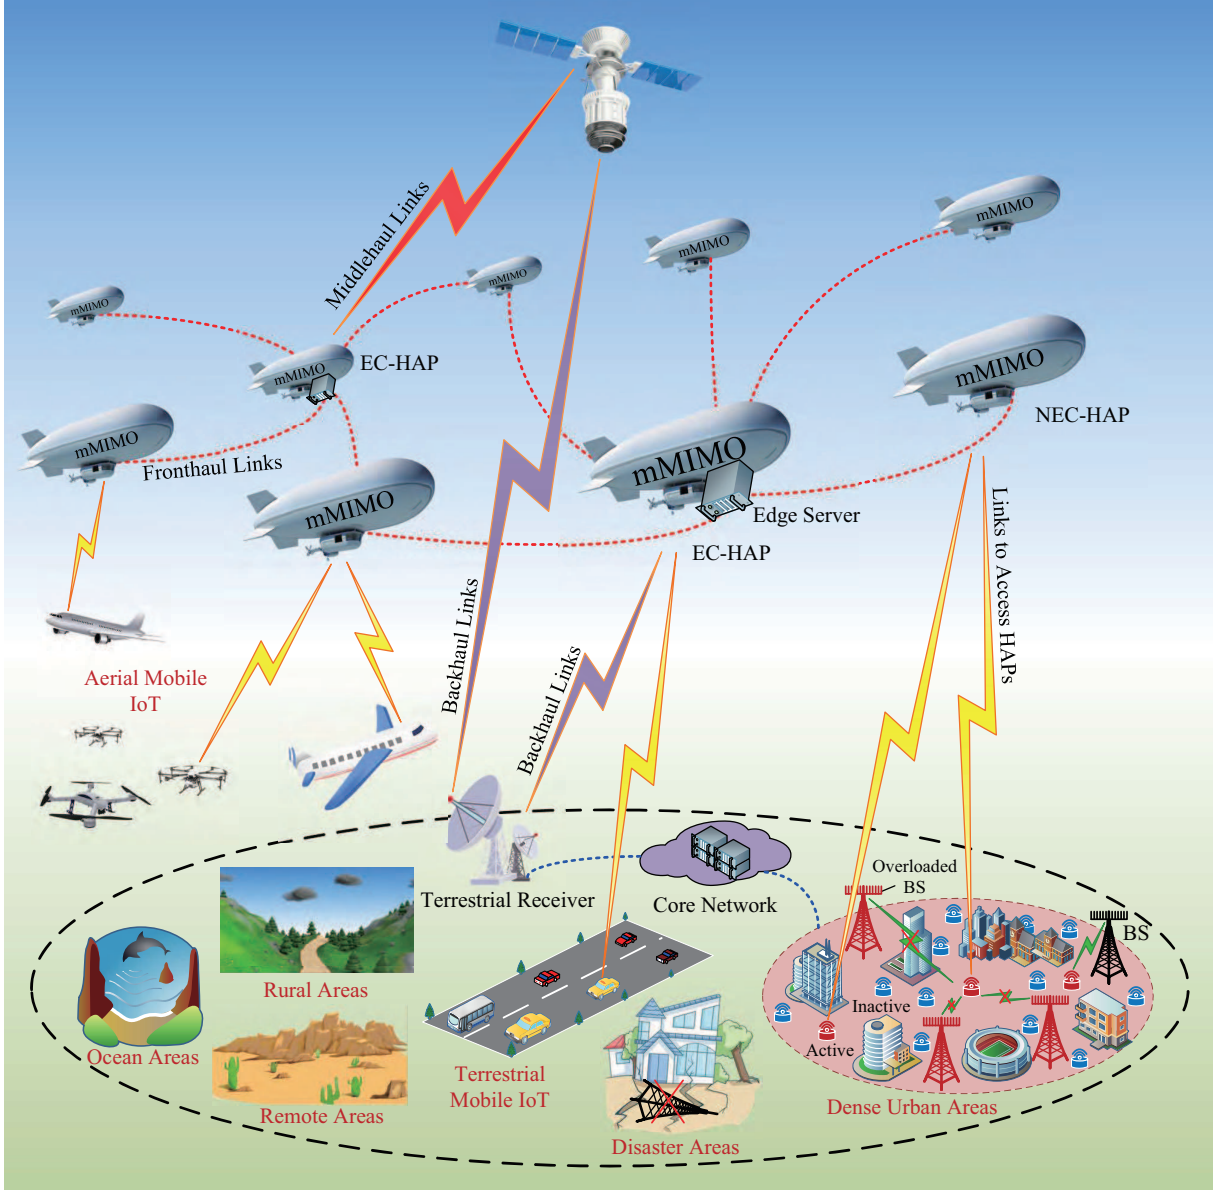 Middlehaul Links
mMIMO
mMIMO
mMIMO
mMIMO
mMIMO
EC-HAP
mMIMO
mMIMO
NEC-HAP
mMIMO
Fronthaul Links
mMIMO
mMIMO
Edge Server
EC-HAP
Links to Access HAPs
Backhaul Links
Backhaul Links
Aerial Mobile
IoT
Terrestrial Receiver
Core Network
Overloaded
BS
BS
Inactive
Active
Rural Areas
Ocean Areas
Remote Areas
Terrestrial
Mobile IoT
Disaster Areas
Dense Urban Areas